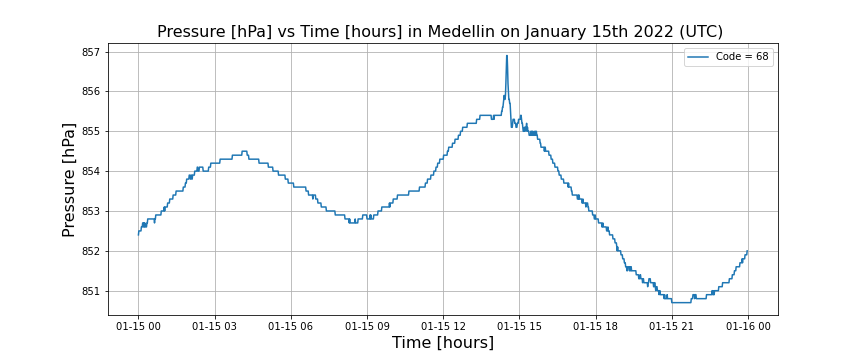 Pressure [hPa] vs Time [hours] in Medellin on January 15th 2022 (UTC)
Code = 68
857
856
855
854
853
852
851
Pressure [hPa]
01-15 00 01-15 03 01-15 06 01-15 09 01-15 12 01-15 15 01-15 18 01-15 21 01-16 00
Time [hours]